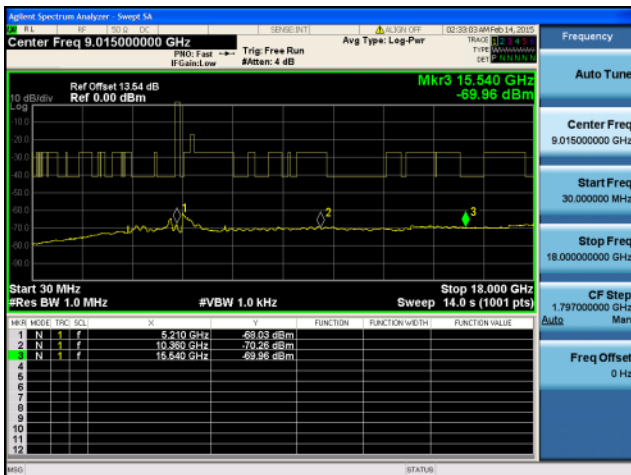 Agilent Spectrum Analyzer - Swept SA
RL RF 50 Ω DC SENSE:INT ALIGN OFF 02:33:03 AM Feb 14, 2015
Center Freq 9.015000000 GHz
PNO: Fast
IFGain:Low
Trig: Free Run
#Atten: 4 dB
Avg Type: Log-Pwr
TRACE 1 2 3 4 5 6
TYPE
DET P N N N N N
Ref Offset 13.54 dB
10 dB/div Ref 0.00 dBm
Log
Mkr3 15.540 GHz
-69.96 dBm
-10.0
-20.0
-30.0
-40.0
-50.0
-60.0
-70.0
-80.0
-90.0
1
2
3
Start 30 MHz
Stop 18.000 GHz
#Res BW 1.0 MHz
#VBW 1.0 kHz
Sweep 14.0 s (1001 pts)
MKR MODE TRC SCL X Y FUNCTION FUNCTION WIDTH FUNCTION VALUE
1 N 1 f 5.210 GHz -68.03 dBm
2 N 1 f 10.360 GHz -70.26 dBm
3 N 1 f 15.540 GHz -69.96 dBm
4
5
6
7
8
9
10
11
12
MSG
STATUS
Frequency
Auto Tune
Center Freq
9.015000000 GHz
Start Freq
30.000000 MHz
Stop Freq
18.000000000 GHz
CF Step
1.797000000 GHz
Auto Man
Freq Offset
0 Hz